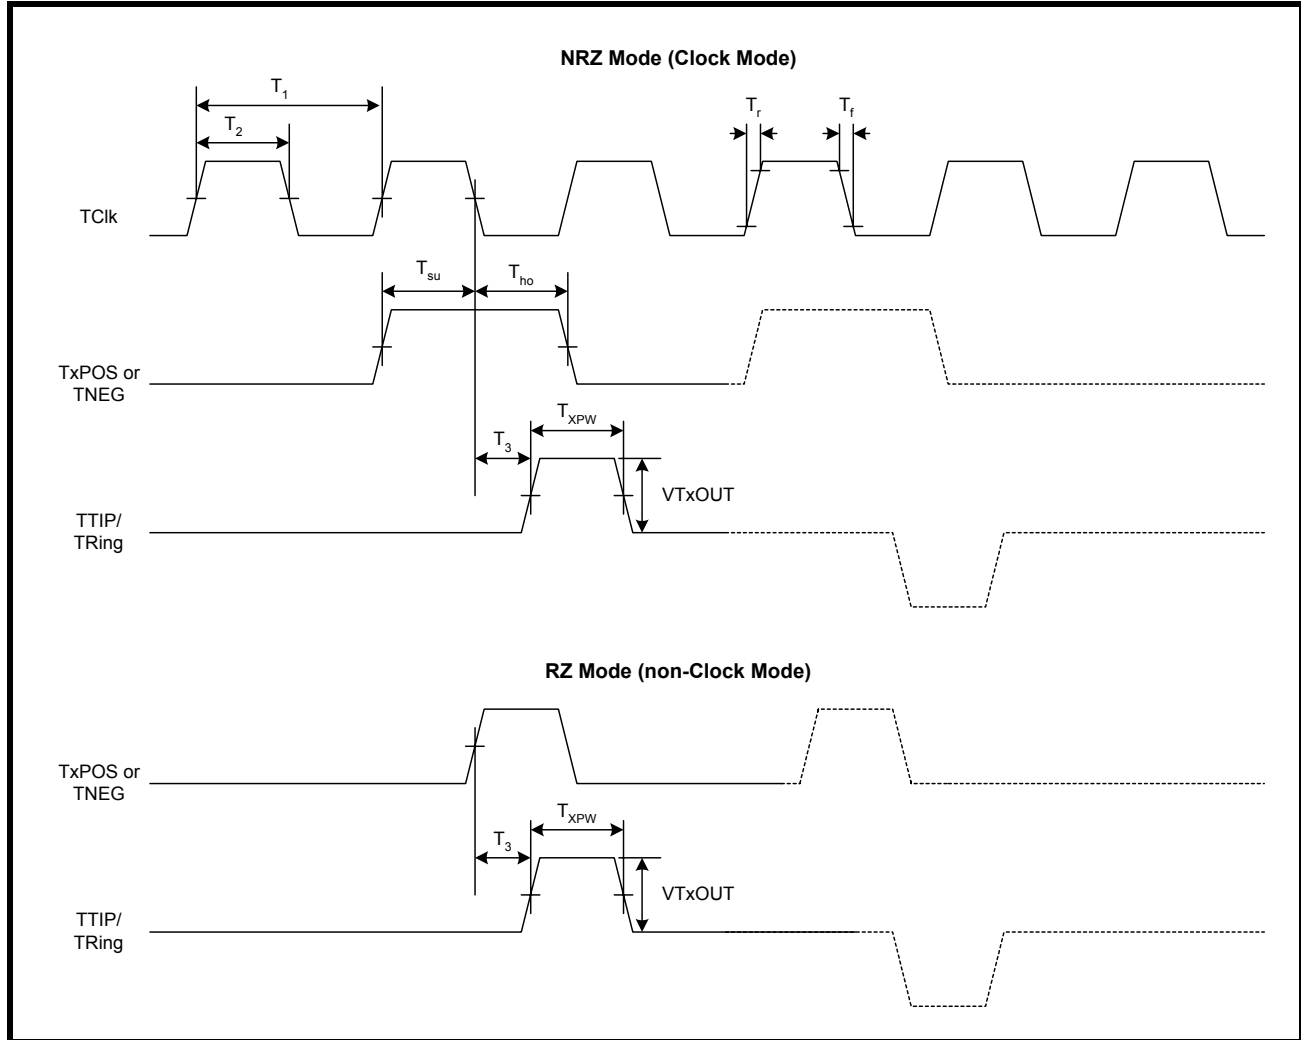 NRZ Mode (Clock Mode)
T1
T2
Tr
Tf
TClk
Tsu
Tho
TxPOS or
TNEG
TXPW
T3
VTxOUT
TTIP/
TRing
RZ Mode (non-Clock Mode)
TxPOS or
TNEG
TXPW
T3
VTxOUT
TTIP/
TRing